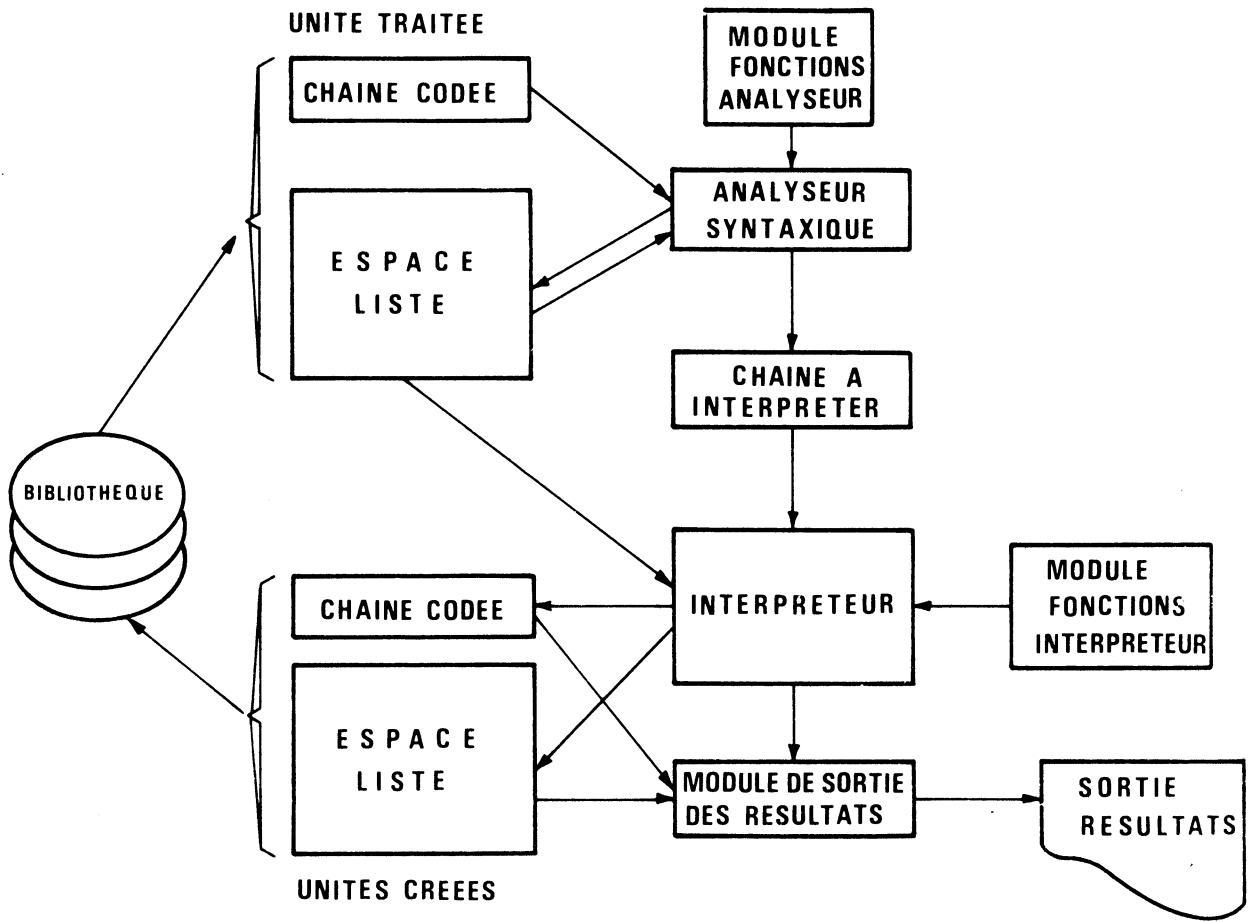 UNITE TRAITEE
CHAINE CODEE
ESPACE
LISTE
MODULE
FONCTIONS
ANALYSEUR
ANALYSEUR
SYNTAXIQUE
CHAINE A
INTERPRETER
BIBLIOTHEQUE
INTERPRETEUR
MODULE
FONCTIONS
INTERPRETEUR
CHAINE CODEE
ESPACE
LISTE
MODULE DE SORTIE
DES RESULTATS
SORTIE
RESULTATS
UNITES CREEES